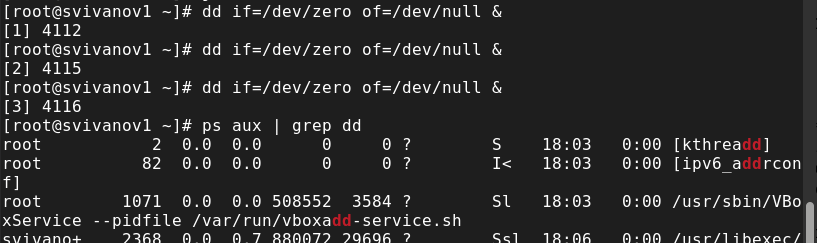 [root@svivanov1 ~]# dd if=/dev/zero of=/dev/null &
[1] 4112
[root@svivanov1 ~]# dd if=/dev/zero of=/dev/null &
[2] 4115
[root@svivanov1 ~]# dd if=/dev/zero of=/dev/null &
[3] 4116
[root@svivanov1 ~]# ps aux | grep dd
root           2  0.0  0.0      0     0 ?        S    18:03   0:00 [kthreadd]
root          82  0.0  0.0      0     0 ?        I<   18:03   0:00 [ipv6_addrcon
f]
root        1071  0.0  0.0 508552  3584 ?        Sl   18:03   0:00 /usr/sbin/VBo
xService --pidfile /var/run/vboxadd-service.sh
svivano+    2368  0.0  0.7 880072 29696 ?        Ssl  18:06   0:00 /usr/libexec/